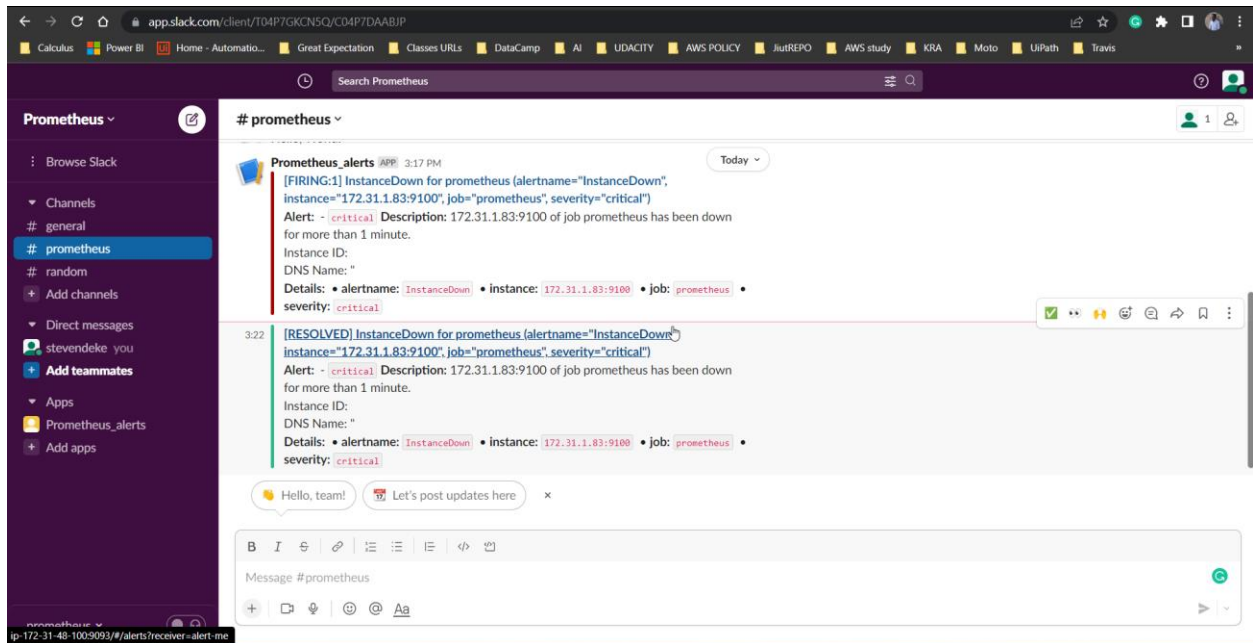 app.slack.com/client/T04P7GKCN5Q/C04P7DAABJP
Calculus Power BI Home - Automatio... Great Expectation Classes URLs DataCamp AI UDACITY AWS POLICY JiutREPO AWS study KRA Moto UiPath Travis »
Search Prometheus
Prometheus
# prometheus
1
Browse Slack
Channels
# general
# prometheus
# random
+ Add channels
Direct messages
stevendeke you
+ Add teammates
Apps
Prometheus_alerts
+ Add apps
Today
Prometheus_alerts APP 3:17 PM
[FIRING:1] InstanceDown for prometheus (alertname="InstanceDown",
instance="172.31.1.83:9100", job="prometheus", severity="critical")
Alert: - critical Description: 172.31.1.83:9100 of job prometheus has been down
for more than 1 minute.
Instance ID:
DNS Name: "
Details: • alertname: InstanceDown • instance: 172.31.1.83:9100 • job: prometheus •
severity: critical
3:22 [RESOLVED] InstanceDown for prometheus (alertname="InstanceDown
instance="172.31.1.83:9100", job="prometheus", severity="critical")
Alert: - critical Description: 172.31.1.83:9100 of job prometheus has been down
for more than 1 minute.
Instance ID:
DNS Name: "
Details: • alertname: InstanceDown • instance: 172.31.1.83:9100 • job: prometheus •
severity: critical
Hello, team! Let's post updates here ×
B I S
Message #prometheus
+ @ Aa
ip-172-31-48-100:9093/#/alerts?receiver=alert-me